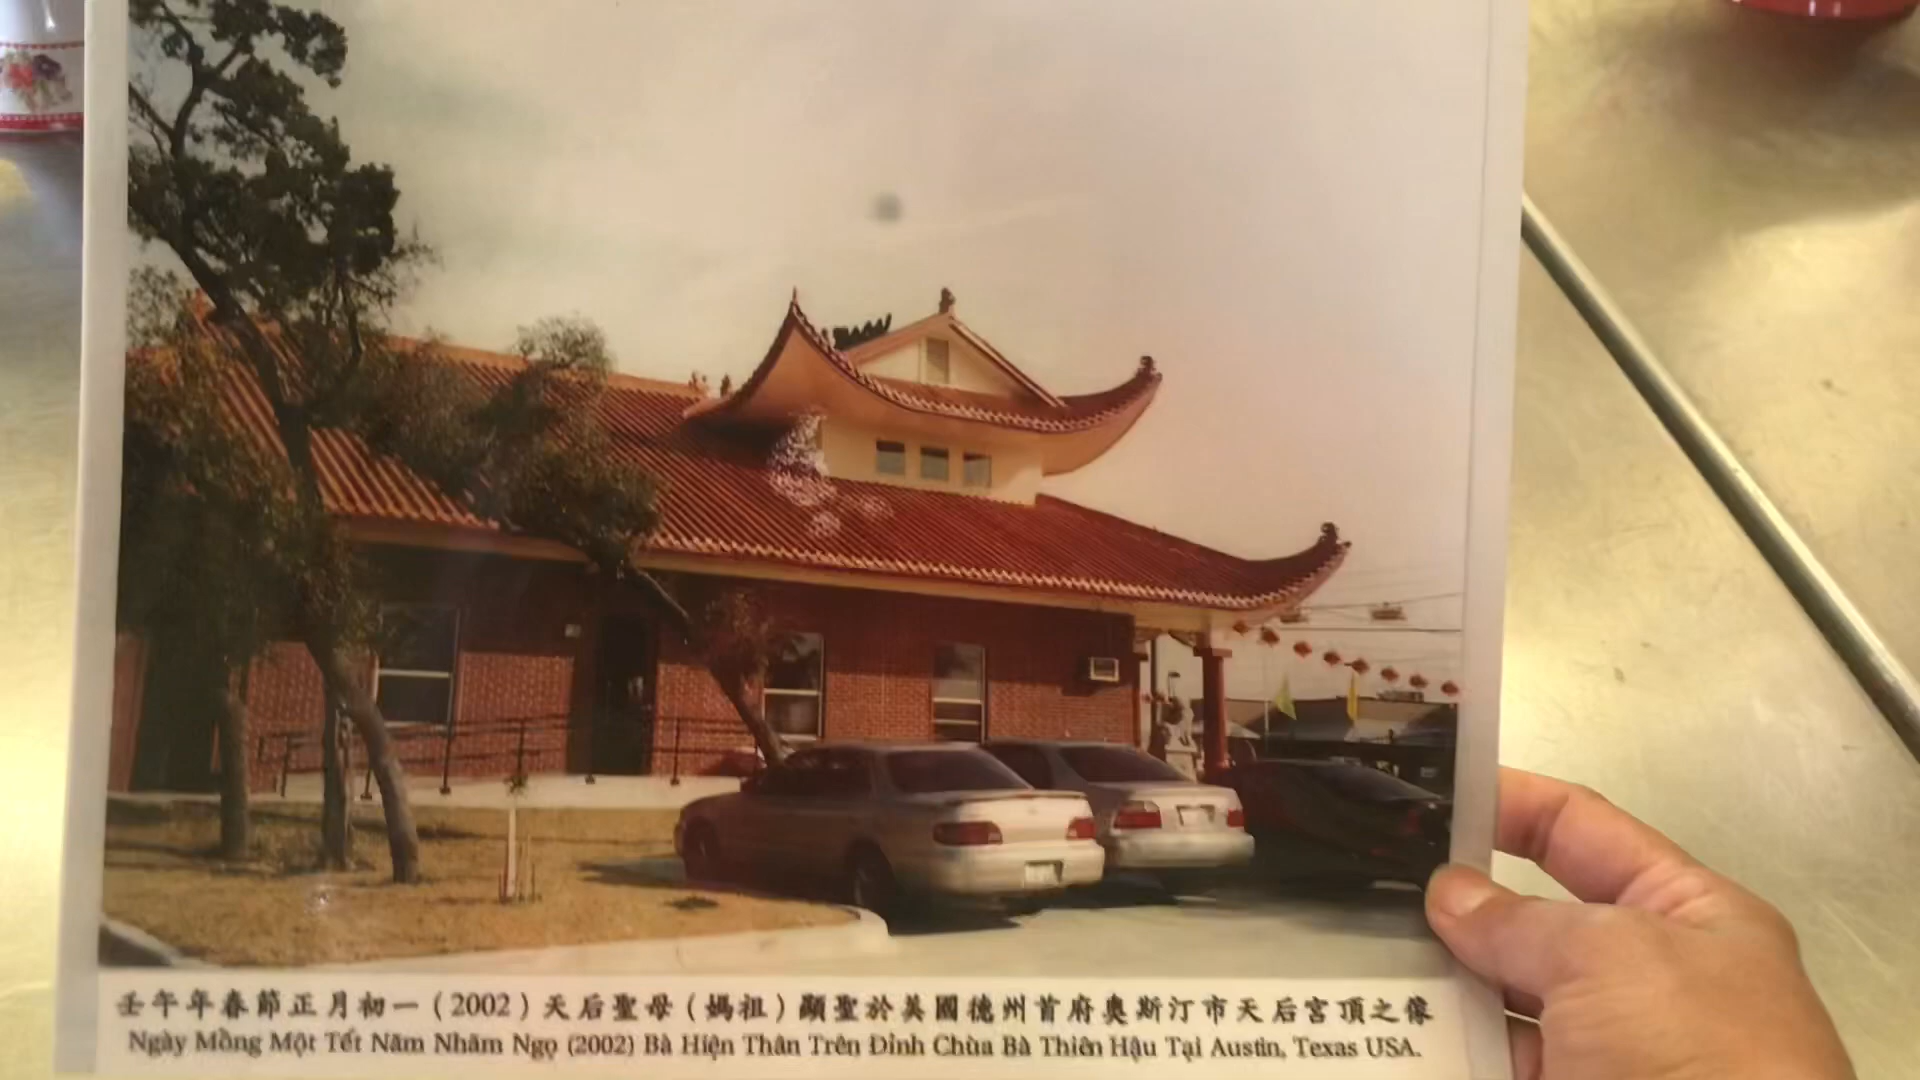 壬午年春節正月初一(2002)天后聖母(媽祖)顯聖於美國德州首府奧斯汀市天后宮頂之像
Ngày Mồng Một Tết Năm Nhâm Ngọ (2002) Bà Hiện Thân Trên Đỉnh Chùa Bà Thiên Hậu Tại Austin, Texas USA.